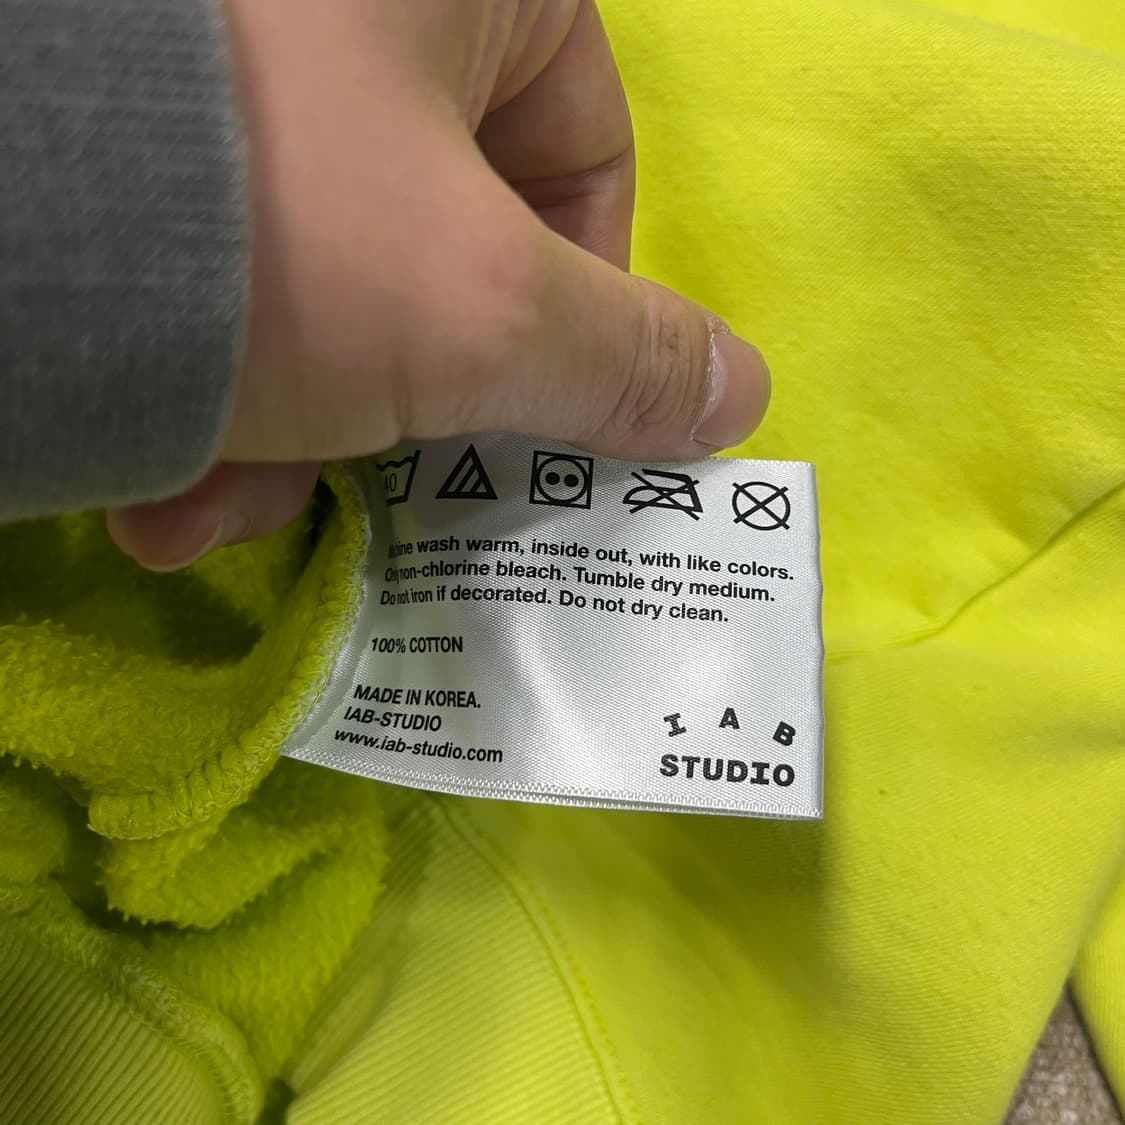 40
wash warm, inside out, with like colors.
non-chlorine bleach. Tumble dry medium.
Do not iron if decorated. Do not dry clean.
100% COTTON
MADE IN KOREA.
IAB-STUDIO
www.iab-studio.com
I A B
STUDIO